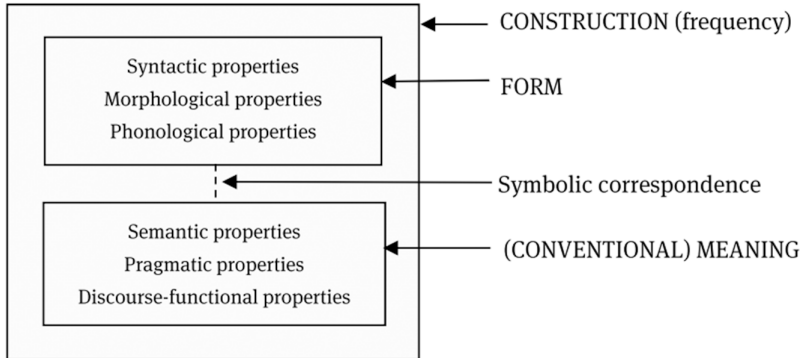 CONSTRUCTION (frequency)
Syntactic properties
Morphological properties
Phonological properties
FORM
Symbolic correspondence
Semantic properties
Pragmatic properties
Discourse-functional properties
(CONVENTIONAL) MEANING